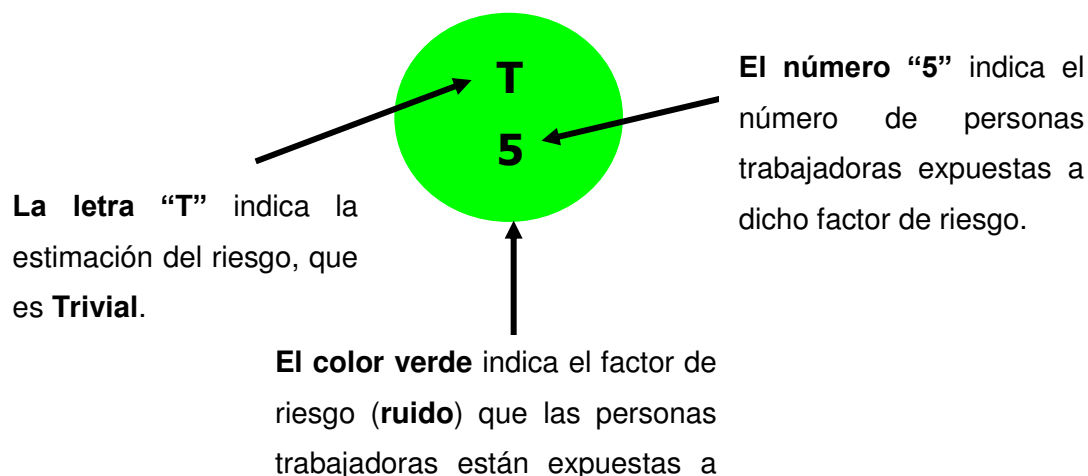 T
5
El número “5” indica el
número de personas
trabajadoras expuestas a
dicho factor de riesgo.
La letra “T” indica la
estimación del riesgo, que
es Trivial.
El color verde indica el factor de
riesgo (ruido) que las personas
trabajadoras están expuestas a